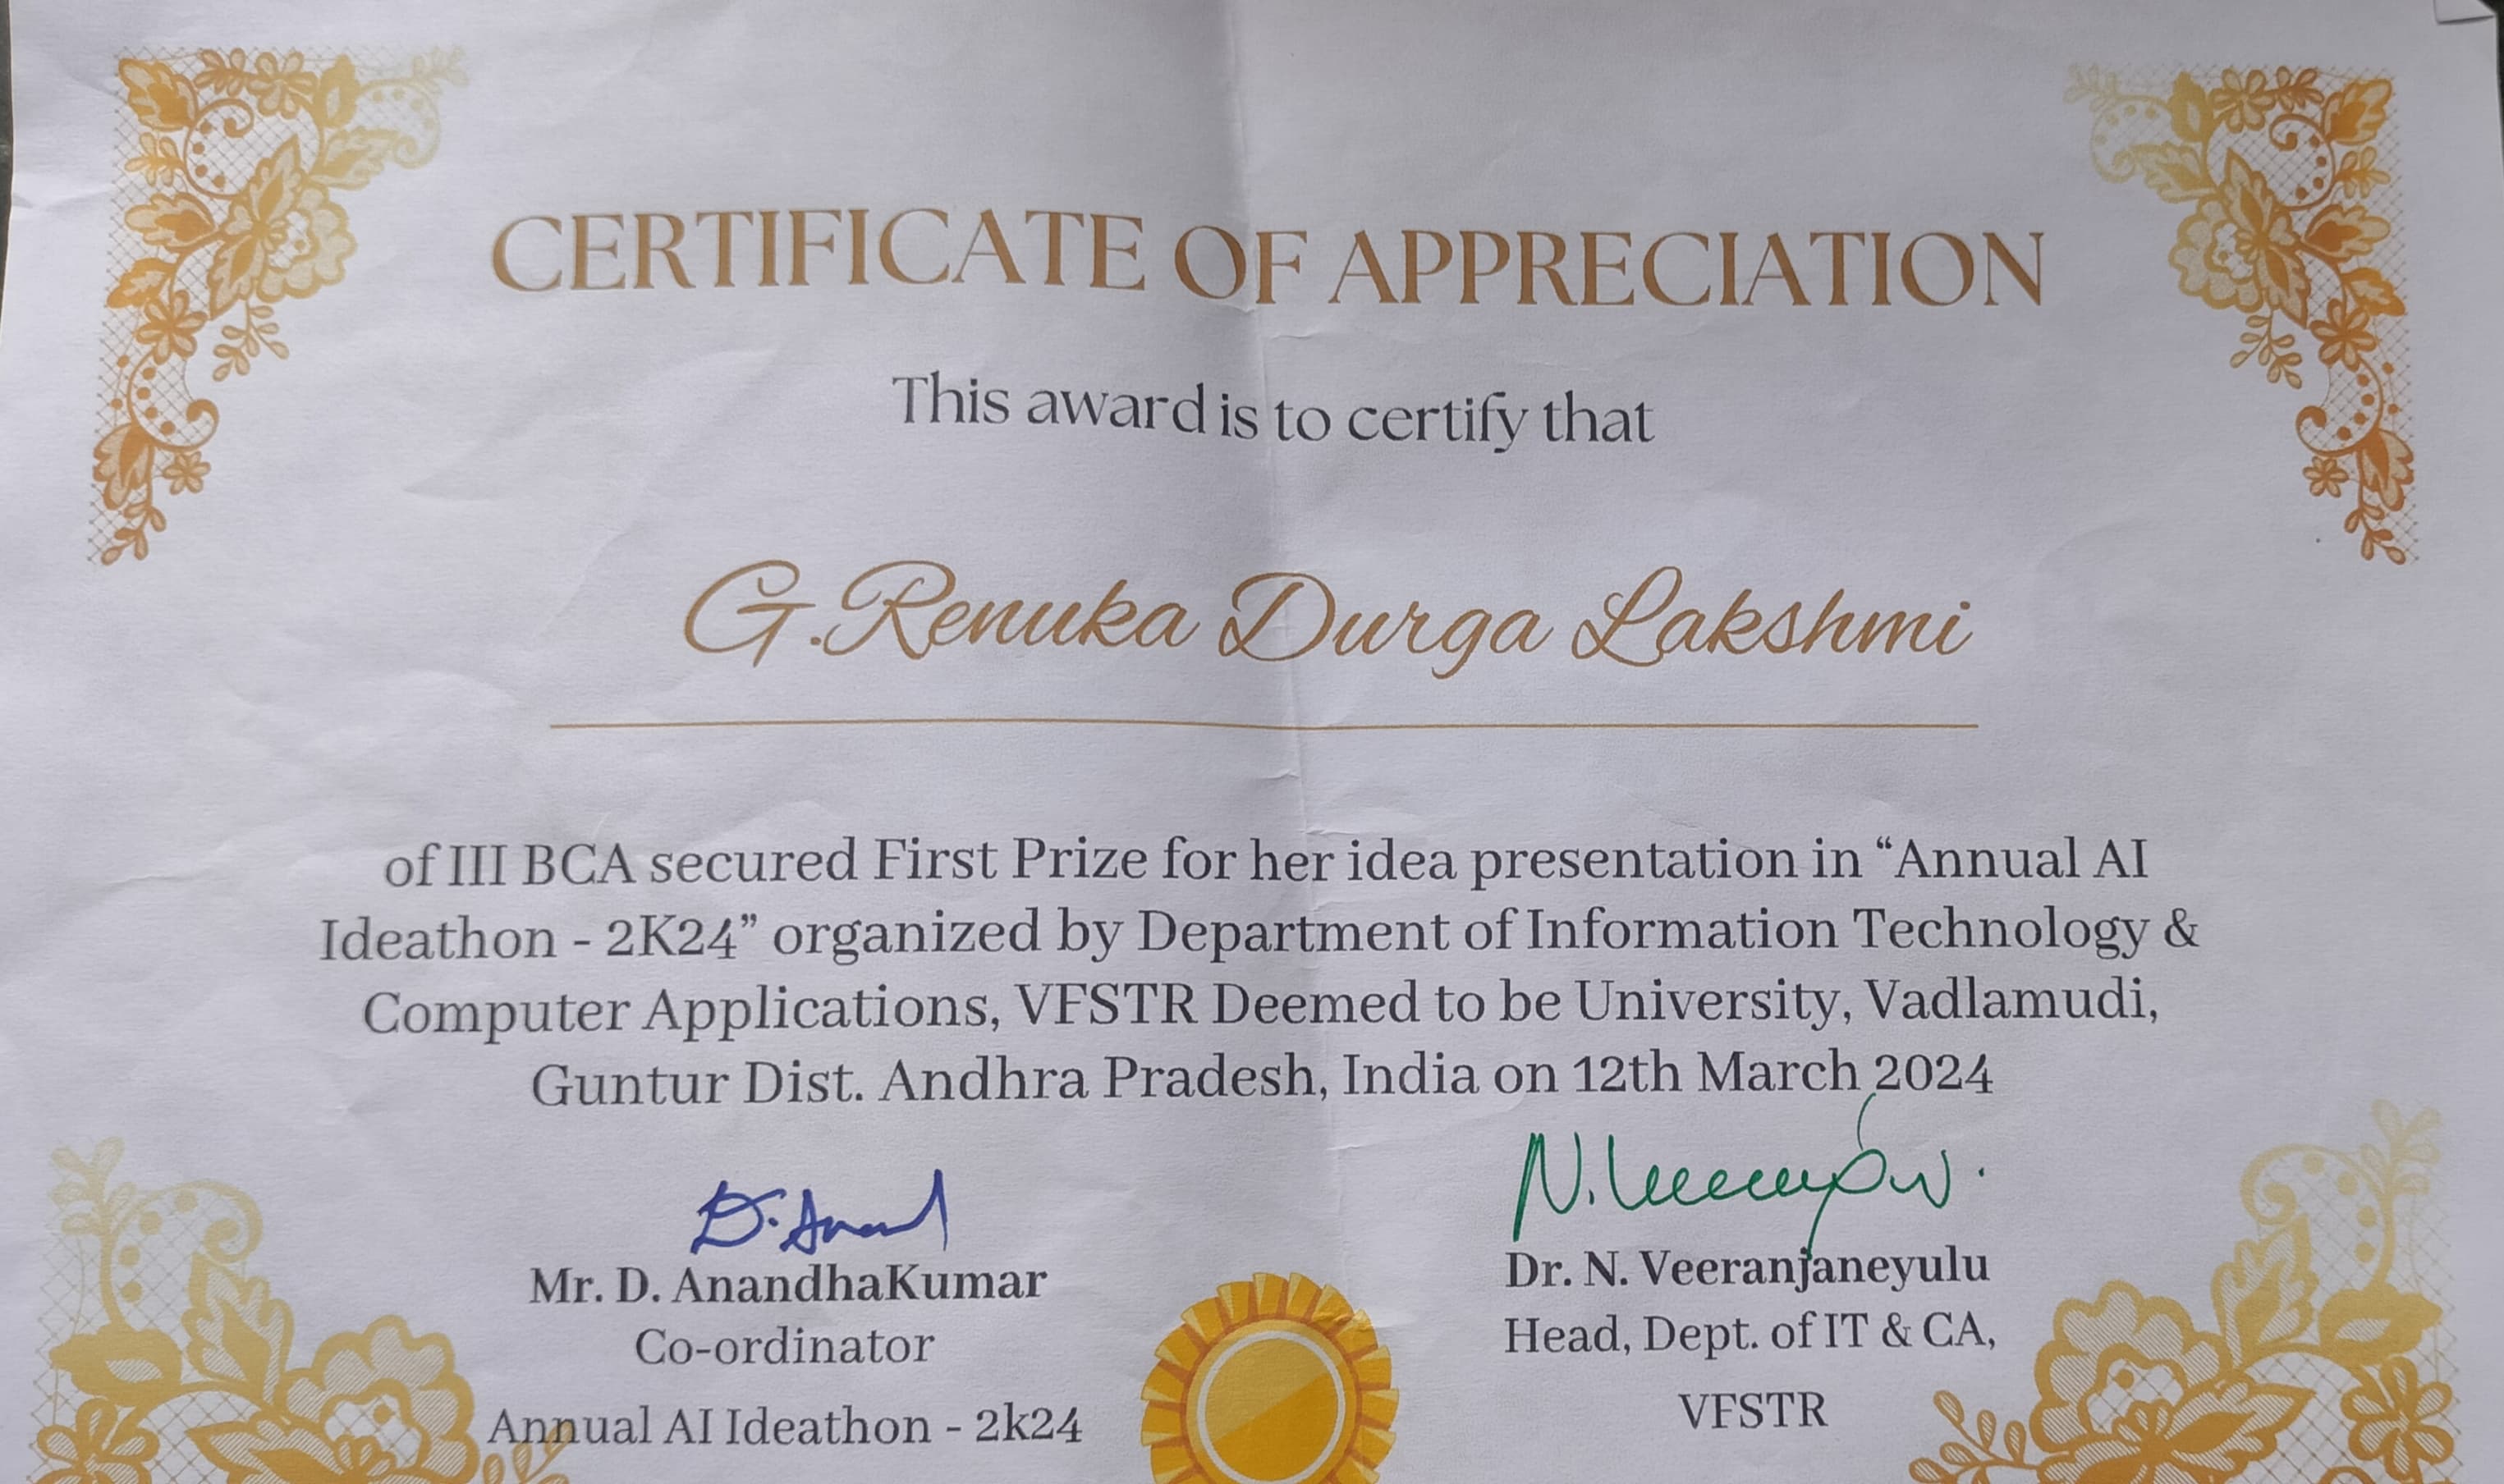 CERTIFICATE OF APPRECIATION
This award is to certify that
G.Renuka Durga Lakshmi
of III BCA secured First Prize for her idea presentation in “Annual AI
Ideathon - 2K24” organized by Department of Information Technology &
Computer Applications, VFSTR Deemed to be University, Vadlamudi,
Guntur Dist. Andhra Pradesh, India on 12th March 2024
D. Anand
Mr. D. AnandhaKumar
Co-ordinator
Annual AI Ideathon - 2k24
Dr. N. Veeranjaneyulu
Head, Dept. of IT & CA,
VFSTR